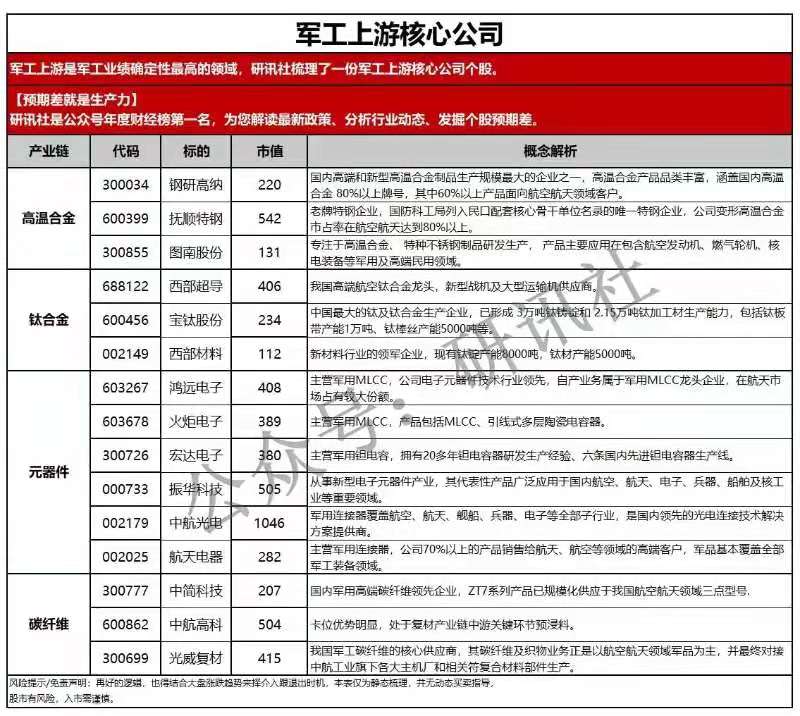 军工上游核心公司
军工上游是军工业绩确定性最高的领域，研讯社梳理了一份军工上游核心公司个股。
【预期差就是生产力】
研讯社是公众号年度财经榜第一名，为您解读最新政策、分析行业动态、发掘个股预期差。
产业链 代码 标的 市值 概念解析
高温合金
300034 钢研高纳 220 国内高端和新型高温合金制品生产规模最大的企业之一，高温合金产品品类丰富，涵盖国内高温
合金 80%以上牌号，其中60%以上产品面向航空航天领域客户。
600399 抚顺特钢 542 老牌特钢企业，国防科工局列入民口配套核心骨干单位名录的唯一特钢企业，公司变形高温合金
市占率在航空航天达到80%以上。
300855 图南股份 131 专注于高温合金、 特种不锈钢制品研发生产， 产品主要应用在包含航空发动机、燃气轮机、核
电装备等军用及高端民用领域。
钛合金
688122 西部超导 406 我国高端航空钛合金龙头，新型战机及大型运输机供应商。
600456 宝钛股份 234 中国最大的钛及钛合金生产企业，已形成 3万吨钛铸锭和 2.15万吨钛加工材生产能力，包括钛板
带产能1万吨、钛棒丝产能5000吨等。
002149 西部材料 112 新材料行业的领军企业，现有钛锭产能8000吨，钛材产能5000吨。
元器件
603267 鸿远电子 408 主营军用MLCC，公司电子元器件技术行业领先，自产业务属于军用MLCC龙头企业，在航天市
场占有较大份额。
603678 火炬电子 389 主营军用MLCC，产品包括MLCC、引线式多层陶瓷电容器。
300726 宏达电子 380 主营军用钽电容，拥有20多年钽电容器研发生产经验、六条国内先进钽电容器生产线。
000733 振华科技 505 从事新型电子元器件产业，其代表性产品广泛应用于国内航空、航天、电子、兵器、船舶及核工
业等重要领域。
002179 中航光电 1046 军用连接器覆盖航空、航天、舰船、兵器、电子等全部子行业，是国内领先的光电连接技术解决
方案提供商。
002025 航天电器 282 主营军用连接器，公司70%以上的产品销售给航天、航空等领域的高端客户，军品基本覆盖全部
军工装备领域。
碳纤维
300777 中简科技 207 国内军用高端碳纤维领先企业，ZT7系列产品已规模化供应于我国航空航天领域三点型号.
600862 中航高科 504 卡位优势明显，处于复材产业链中游关键环节预浸料。
300699 光威复材 415 我国军工碳纤维的核心供应商，其碳纤维及织物业务正是以航空航天领域军品为主，并最终对接
中航工业旗下各大主机厂和相关符复合材料部件生产。
风险提示/免责声明：再好的逻辑，也得结合大盘涨跌趋势来择介入跟退出时机，本表仅为静态梳理，并无动态买卖指导，
股市有风险，入市需谨慎。
公众号：研讯社